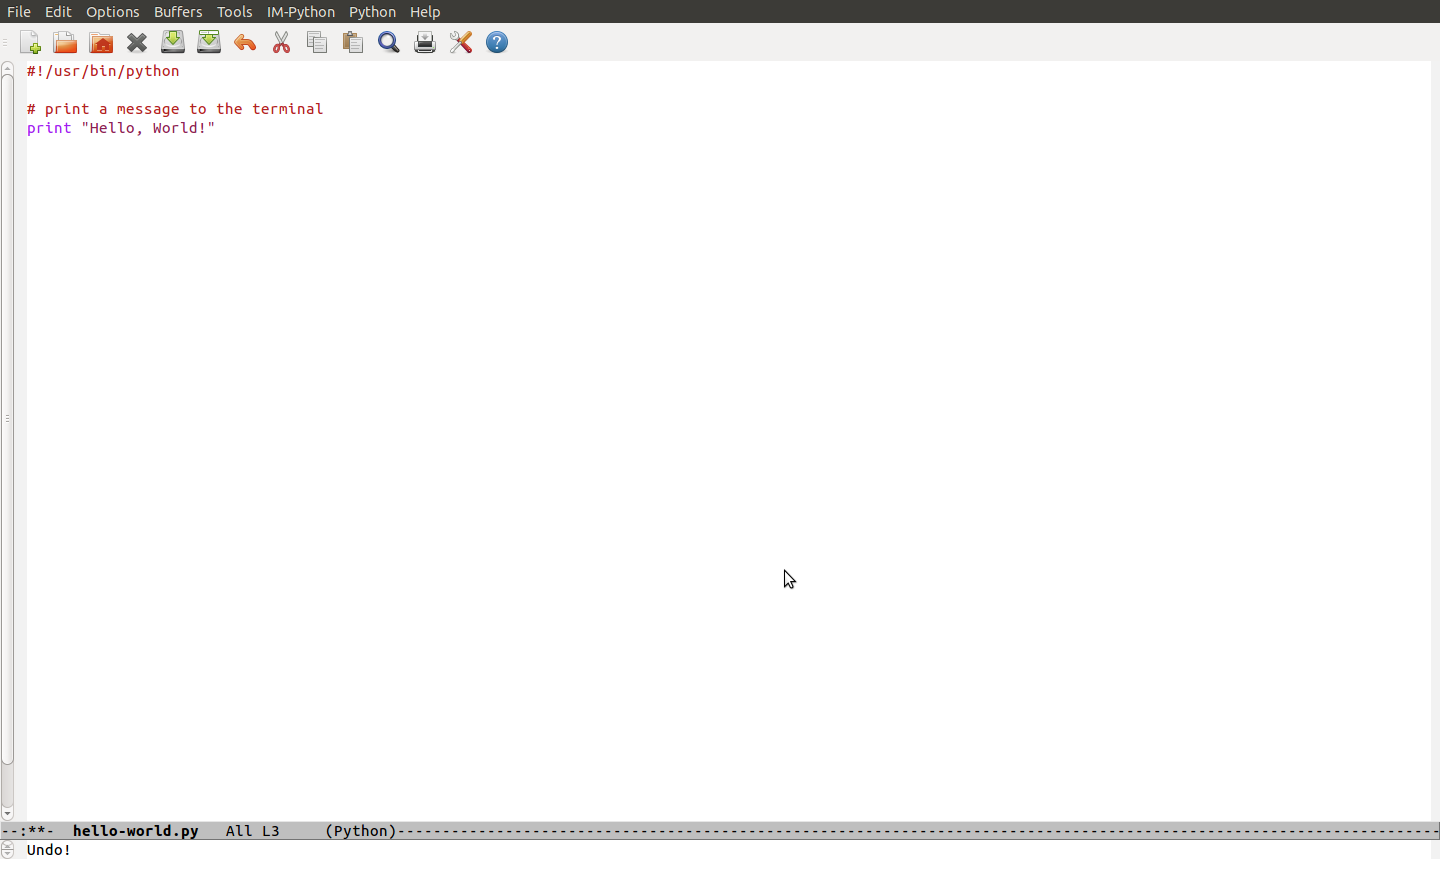 File Edit Options Buffers Tools IM-Python Python Help
#!/usr/bin/python
# print a message to the terminal
print "Hello, World!"
--:**-  hello-world.py   All L3     (Python)--------------------------------------------------------------------------------------------------------------------
Undo!